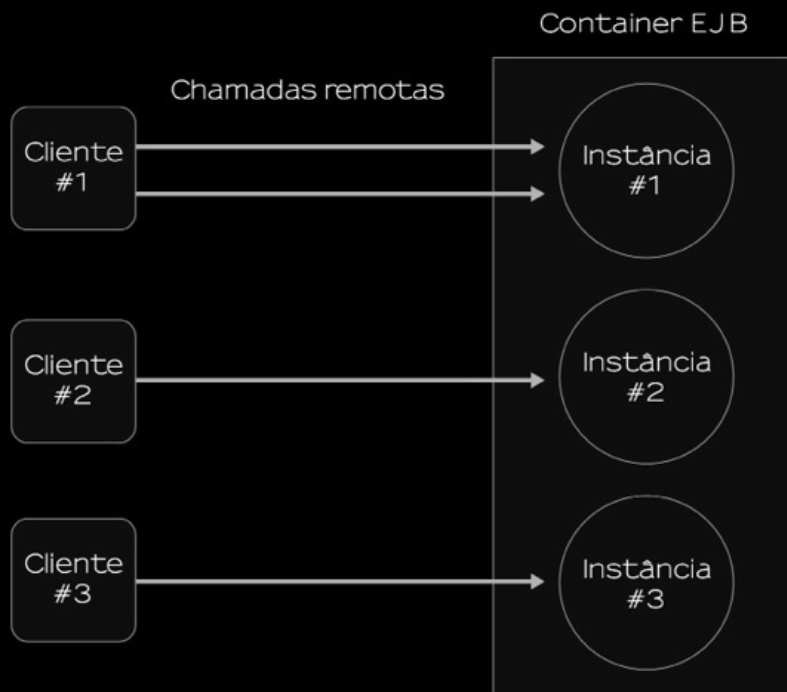 Container EJB
Chamadas remotas
Cliente
#1
Instância
#1
Cliente
#2
Instância
#2
Cliente
#3
Instância
#3